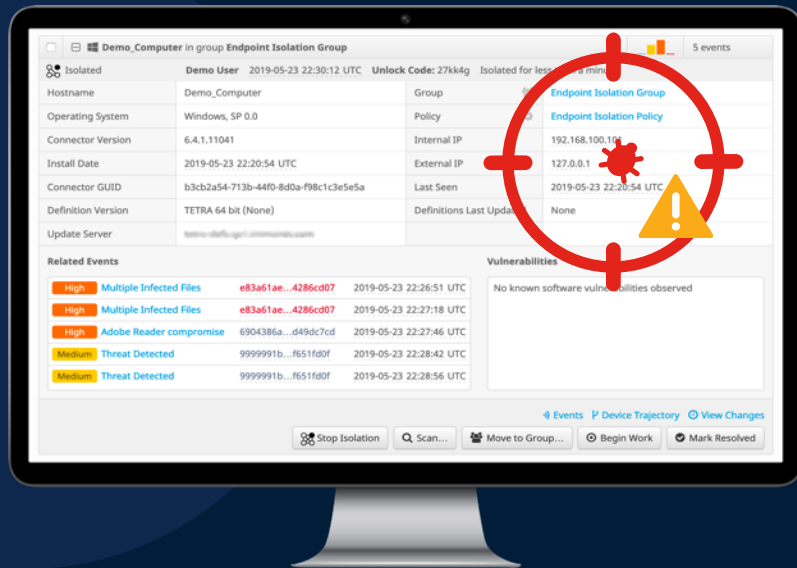 Demo_Computer in group Endpoint Isolation Group 5 events
Isolated Demo User 2019-05-23 22:30:12 UTC Unlock Code: 27kk4g Isolated for less a minu
Hostname Demo_Computer Group Endpoint Isolation Group
Operating System Windows, SP 0.0 Policy Endpoint Isolation Policy
Connector Version 6.4.1.11041 Internal IP 192.168.100.101
Install Date 2019-05-23 22:20:54 UTC External IP 127.0.0.1
Connector GUID b3cb2a54-713b-44f0-8d0a-f98c1c3e5e5a Last Seen 2019-05-23 22:20:54 UTC
Definition Version TETRA 64 bit (None) Definitions Last Updated None
Update Server
Related Events Vulnerabilities
High Multiple Infected Files e83a61ae...4286cd07 2019-05-23 22:26:51 UTC No known software vulnerabilities observed
High Multiple Infected Files e83a61ae...4286cd07 2019-05-23 22:27:18 UTC
High Adobe Reader compromise 6904386a...d49dc7cd 2019-05-23 22:27:46 UTC
Medium Threat Detected 9999991b...f651fd0f 2019-05-23 22:28:42 UTC
Medium Threat Detected 9999991b...f651fd0f 2019-05-23 22:28:56 UTC
Events Device Trajectory View Changes
Stop Isolation Scan... Move to Group... Begin Work Mark Resolved